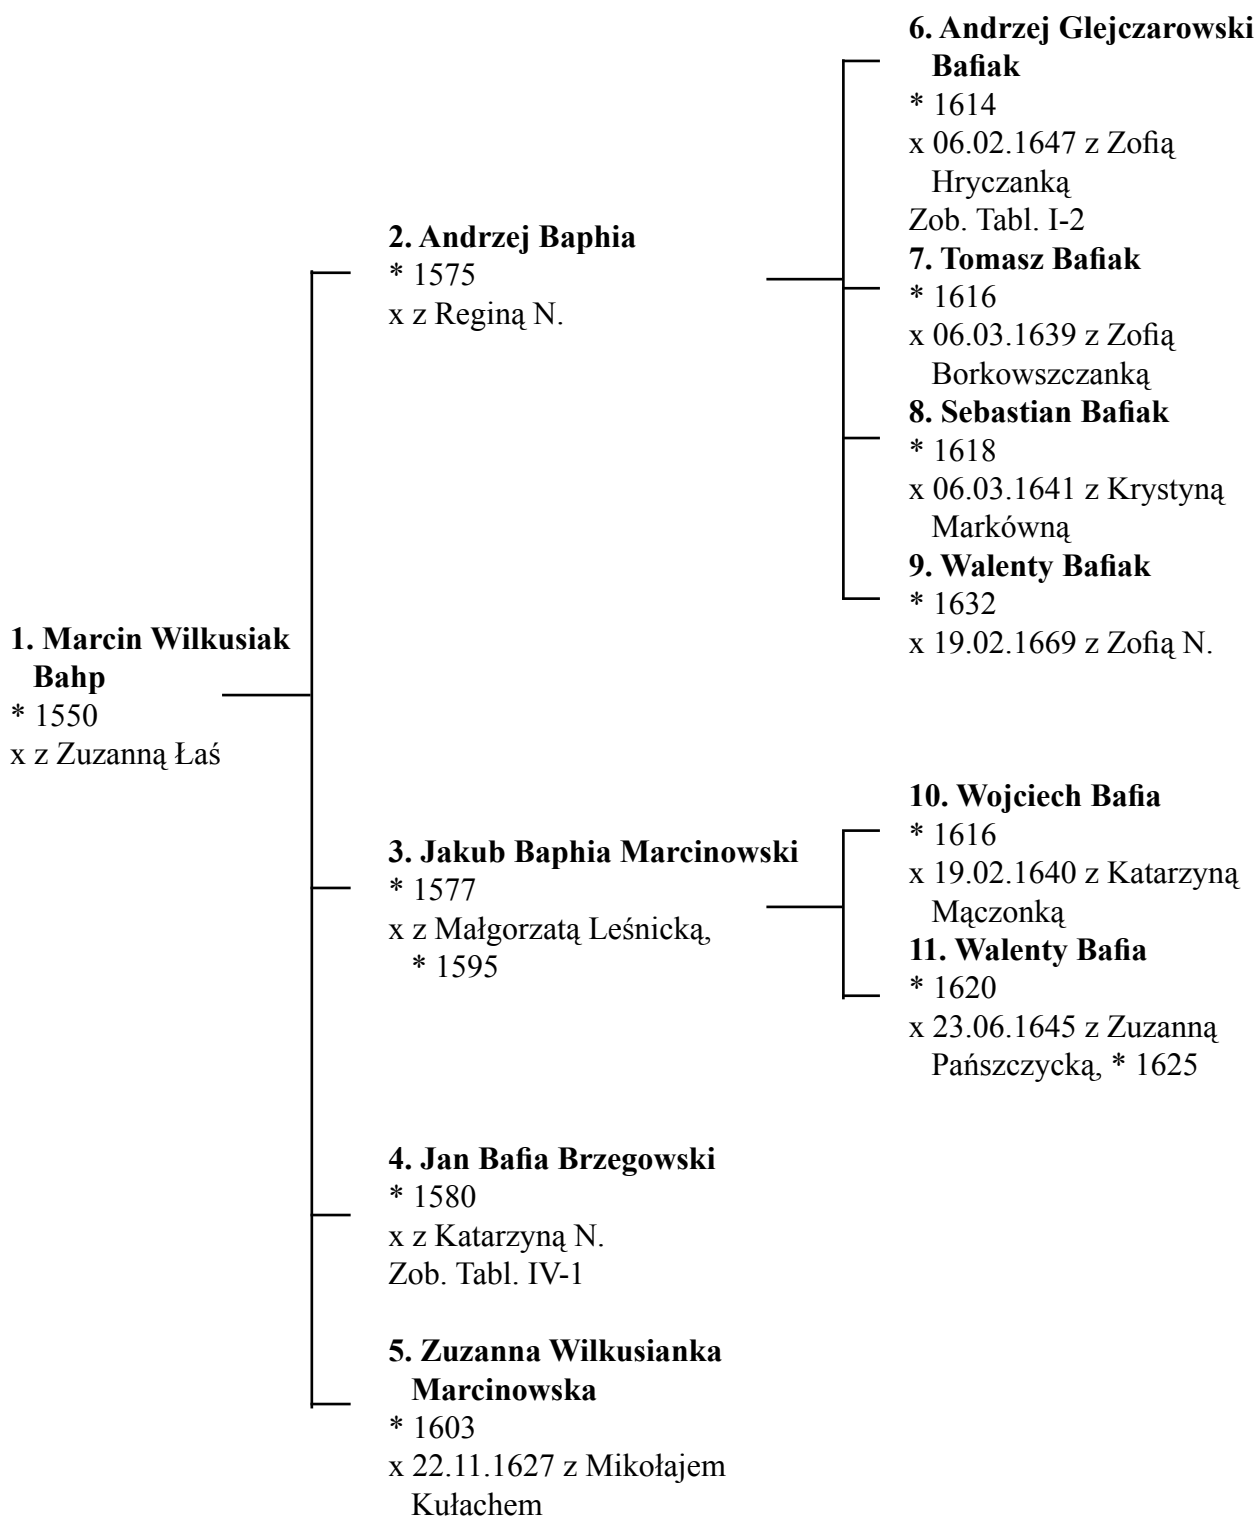 1. Marcin Wilkusiak
Bahp
* 1550
x z Zuzanną Łaś
2. Andrzej Baphia
* 1575
x z Reginą N.
3. Jakub Baphia Marcinowski
* 1577
x z Małgorzatą Leśnicką,
* 1595
4. Jan Bafia Brzegowski
* 1580
x z Katarzyną N.
Zob. Tabl. IV-1
5. Zuzanna Wilkusianka
Marcinowska
* 1603
x 22.11.1627 z Mikołajem
Kułachem
6. Andrzej Glejczarowski
Bafiak
* 1614
x 06.02.1647 z Zofią
Hryczanką
Zob. Tabl. I-2
7. Tomasz Bafiak
* 1616
x 06.03.1639 z Zofią
Borkowszczanką
8. Sebastian Bafiak
* 1618
x 06.03.1641 z Krystyną
Markówną
9. Walenty Bafiak
* 1632
x 19.02.1669 z Zofią N.
10. Wojciech Bafia
* 1616
x 19.02.1640 z Katarzyną
Mączonką
11. Walenty Bafia
* 1620
x 23.06.1645 z Zuzanną
Pańszczycką, * 1625